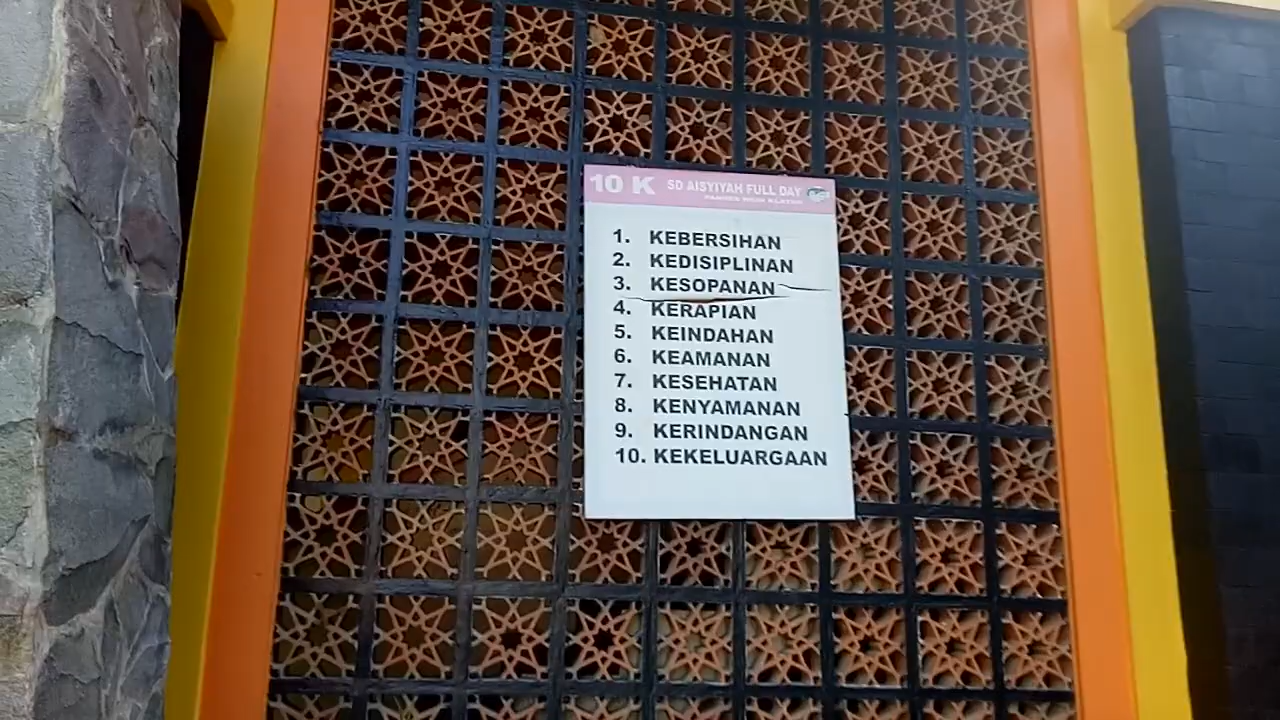 10 K SD AISYIYAH FULL DAY
1. KEBERSIHAN
2. KEDISIPLINAN
3. KESOPANAN
4. KERAPIAN
5. KEINDAHAN
6. KEAMANAN
7. KESEHATAN
8. KENYAMANAN
9. KERINDANGAN
10. KEKELUARGAAN